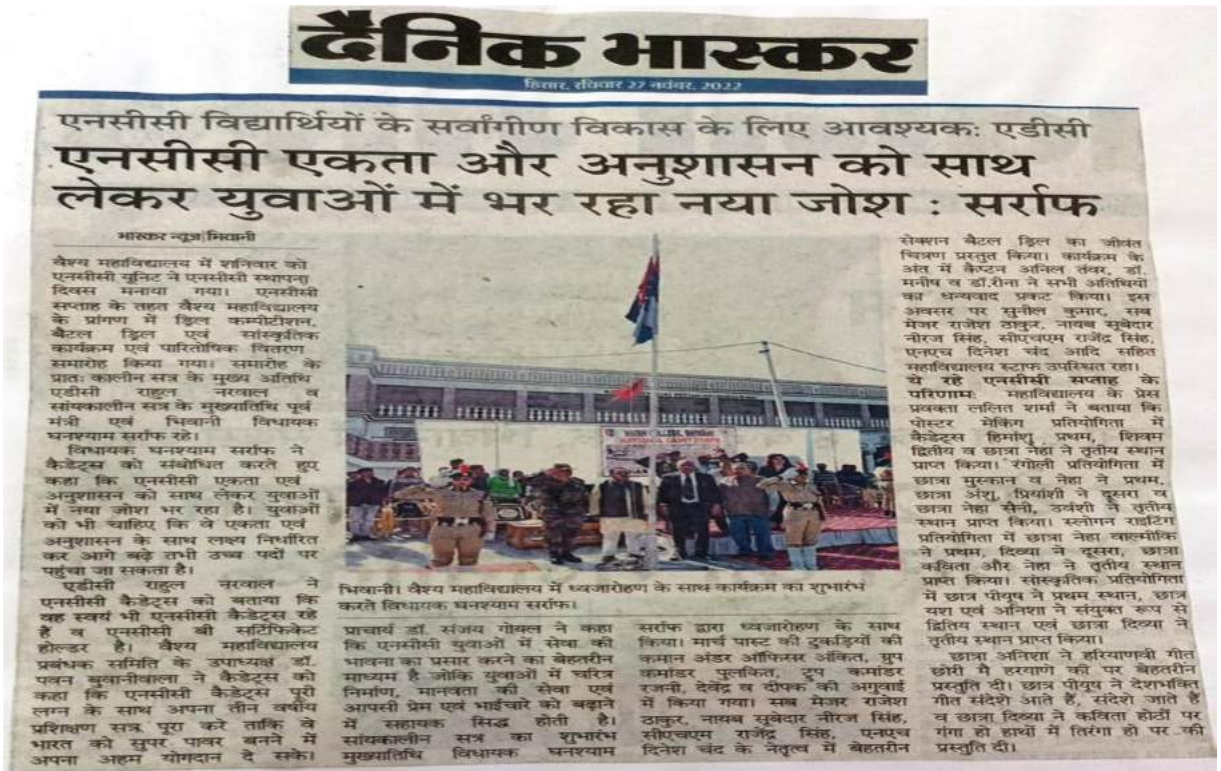 दैनिक भास्कर
हिसार, रविवार 27 नवंबर, 2022
एनसीसी विद्यार्थियों के सर्वांगीण विकास के लिए आवश्यक: एडीसी
एनसीसी एकता और अनुशासन को साथ
लेकर युवाओं में भर रहा नया जोश : सर्राफ
भास्कर न्यूज|भिवानी
वैश्य महाविद्यालय में शनिवार को
एनसीसी यूनिट ने एनसीसी स्थापना
दिवस मनाया गया। एनसीसी
सप्ताह के तहत वैश्य महाविद्यालय
के प्रांगण में ड्रिल कम्पीटीशन,
बैटल ड्रिल एवं सांस्कृतिक
कार्यक्रम एवं पारितोषिक वितरण
समारोह किया गया। समारोह के
प्रातः कालीन सत्र के मुख्य अतिथि
एडीसी राहुल नरवाल व
सांयकालीन सत्र के मुख्यातिथि पूर्व
मंत्री एवं भिवानी विधायक
घनश्याम सर्राफ रहे।
विधायक घनश्याम सर्राफ ने
कैडेट्स को संबोधित करते हुए
कहा कि एनसीसी एकता एवं
अनुशासन को साथ लेकर युवाओं
में नया जोश भर रहा है। युवाओं
को भी चाहिए कि वे एकता एवं
अनुशासन के साथ लक्ष्य निर्धारित
कर आगे बढ़े तभी उच्च पदों पर
पहुंचा जा सकता है।
एडीसी राहुल नरवाल ने
एनसीसी कैडेट्स को बताया कि
वह स्वयं भी एनसीसी कैडेट्स रहे
हैं व एनसीसी बी सर्टिफिकेट
होल्डर है। वैश्य महाविद्यालय
प्रबंधक समिति के उपाध्यक्ष डॉ.
पवन बुवानीवाला ने कैडेट्स को
कहा कि एनसीसी कैडेट्स पूरी
लग्न के साथ अपना तीन वर्षीय
प्रशिक्षण सत्र पूरा करे ताकि वे
भारत को सुपर पावर बनने में
अपना अहम योगदान दे सके।
VAISH COLLEGE, BHIWANI
NATIONAL CADET CORPS
भिवानी। वैश्य महाविद्यालय में ध्वजारोहण के साथ कार्यक्रम का शुभारंभ
करते विधायक घनश्याम सर्राफ।
प्राचार्य डॉ. संजय गोयल ने कहा
कि एनसीसी युवाओं में सेवा की
भावना का प्रसार करने का बेहतरीन
माध्यम है जोकि युवाओं में चरित्र
निर्माण, मानवता की सेवा एवं
आपसी प्रेम एवं भाईचारे को बढ़ाने
में सहायक सिद्ध होती है।
सांयकालीन सत्र का शुभारंभ
मुख्यातिथि विधायक घनश्याम
सर्राफ द्वारा ध्वजारोहण के साथ
किया। मार्च पास्ट की टुकड़ियों की
कमान अंडर ऑफिसर अंकित, ग्रुप
कमांडर पुलकित, ट्रुप कमांडर
रजनी, देवेंद्र व दीपक की अगुवाई
में किया गया। सब मेजर राजेश
ठाकुर, नायब सूबेदार नीरज सिंह,
सीएचएम राजेंद्र सिंह, एनएच
दिनेश चंद के नेतृत्व में बेहतरीन
सेक्शन बैटल ड्रिल का जीवंत
चित्रण प्रस्तुत किया। कार्यक्रम के
अंत में कैप्टन अनिल तंवर, डॉ.
मनीष व डॉ.रीना ने सभी अतिथियों
का धन्यवाद प्रकट किया। इस
अवसर पर सुनील कुमार, सब
मेजर राजेश ठाकुर, नायब सूबेदार
नीरज सिंह, सीएचएम राजेंद्र सिंह,
एनएच दिनेश चंद आदि सहित
महाविद्यालय स्टाफ उपस्थित रहा।
ये रहे एनसीसी सप्ताह के
परिणाम: महाविद्यालय के प्रेस
प्रवक्ता ललित शर्मा ने बताया कि
पोस्टर मेकिंग प्रतियोगिता में
कैडेट्स हिमांशु प्रथम, शिवम
द्वितीय व छात्रा नेहा ने तृतीय स्थान
प्राप्त किया। रंगोली प्रतियोगिता में
छात्रा मुस्कान व नेहा ने प्रथम,
छात्रा अंशु, प्रियांशी ने दूसरा व
छात्रा नेहा सैनी, उर्वशी ने तृतीय
स्थान प्राप्त किया। स्लोगन राइटिंग
प्रतियोगिता में छात्रा नेहा वाल्मीकि
ने प्रथम, दिव्या ने दूसरा, छात्रा
कविता और नेहा ने तृतीय स्थान
प्राप्त किया। सांस्कृतिक प्रतियोगिता
में छात्र पीयूष ने प्रथम स्थान, छात्र
यश एवं अनिशा ने संयुक्त रूप से
द्वितिय स्थान एवं छात्रा दिव्या ने
तृतीय स्थान प्राप्त किया।
छात्रा अनिशा ने हरियाणवी गीत
छोरी मै हरयाणे की पर बेहतरीन
प्रस्तुति दी। छात्र पीयूष ने देशभक्ति
गीत संदेशे आते हैं, संदेशे जाते हैं
व छात्रा दिव्या ने कविता होठों पर
गंगा हो हाथों में तिरंगा हो पर की
प्रस्तुति दी।